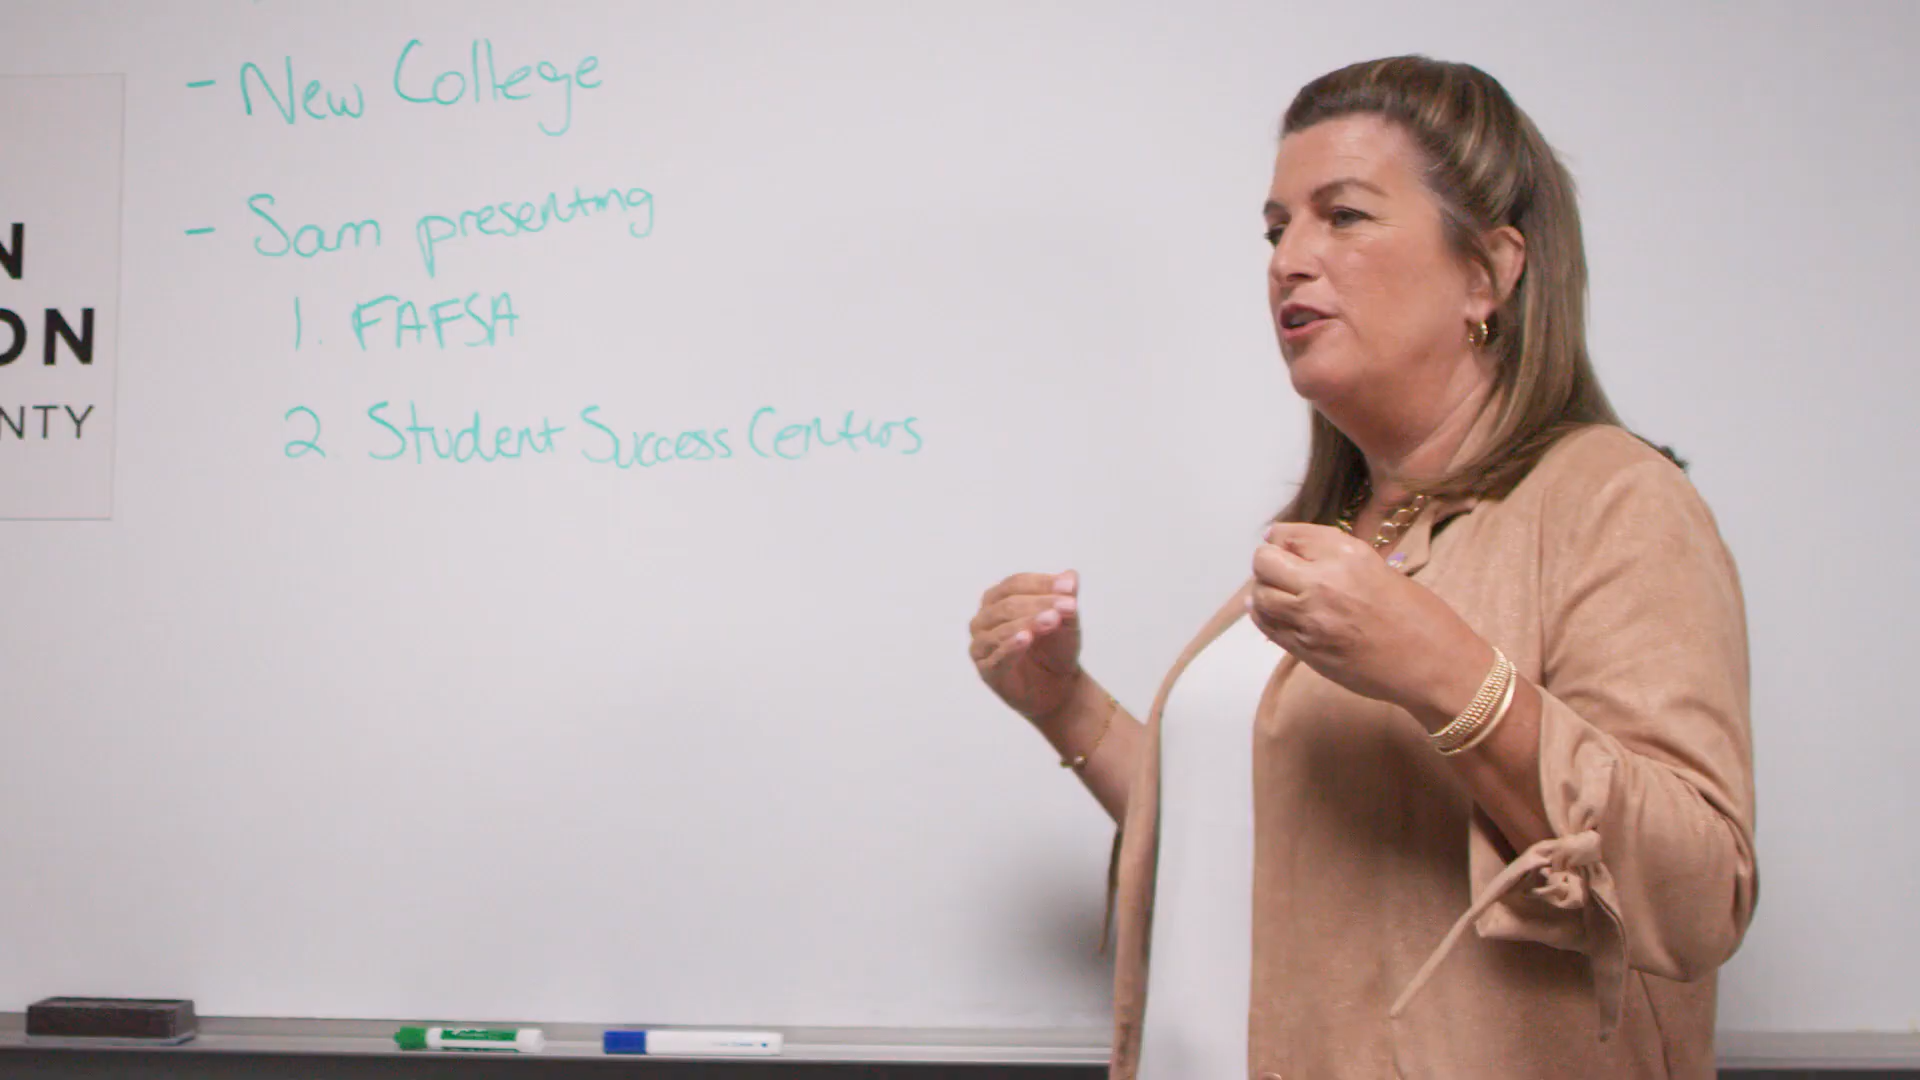 - New College
- Sam presenting
1. FAFSA
2. Student Success Centers
N
ON
NTY